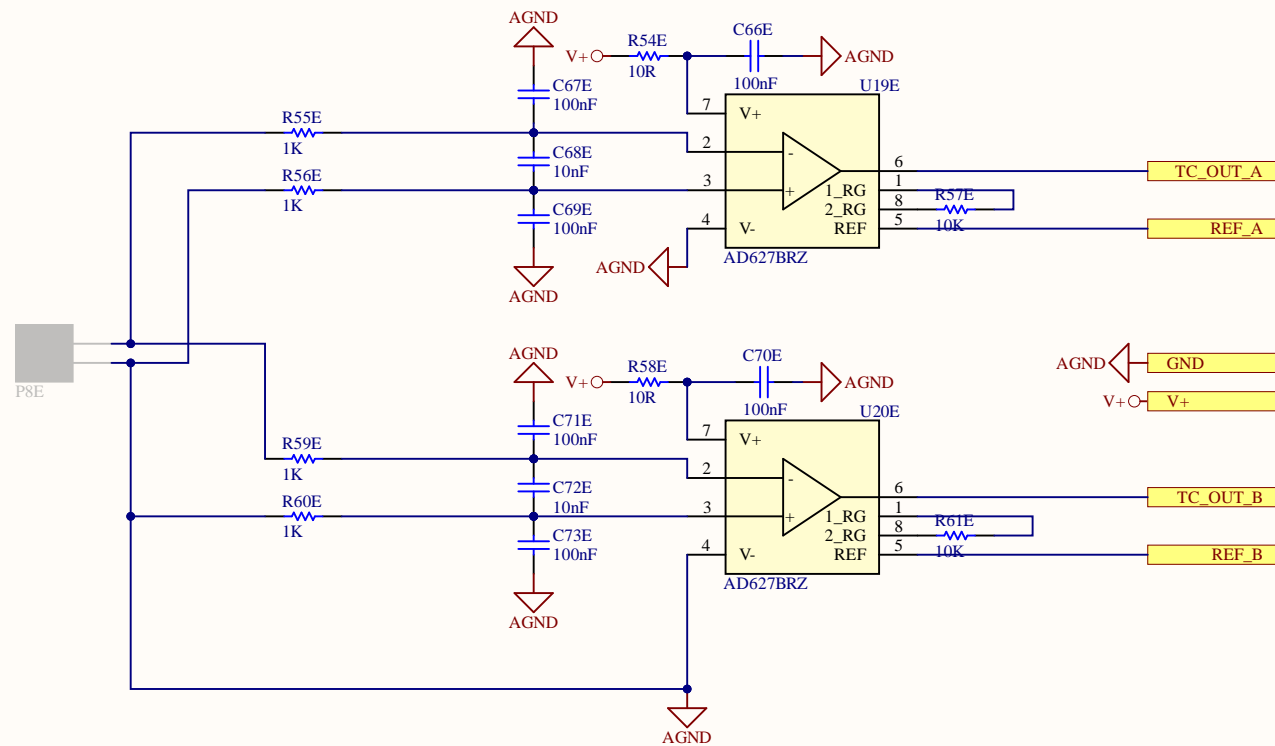 AGND
V+
R54E
10R
C66E
100nF
AGND
C67E
100nF
U19E
7
V+
R55E
1K
2
-
C68E
10nF
6
TC_OUT_A
R56E
1K
3
+
1_RG
1
C69E
100nF
2_RG
8
R57E
10K
4
V-
REF
5
REF_A
AGND
AD627BRZ
AGND
P8E
AGND
V+
R58E
10R
C70E
100nF
AGND
AGND
GND
V+
V+
C71E
100nF
U20E
7
V+
R59E
1K
2
-
C72E
10nF
6
TC_OUT_B
R60E
1K
3
+
1_RG
1
C73E
100nF
2_RG
8
R61E
10K
4
V-
REF
5
REF_B
AD627BRZ
AGND
AGND